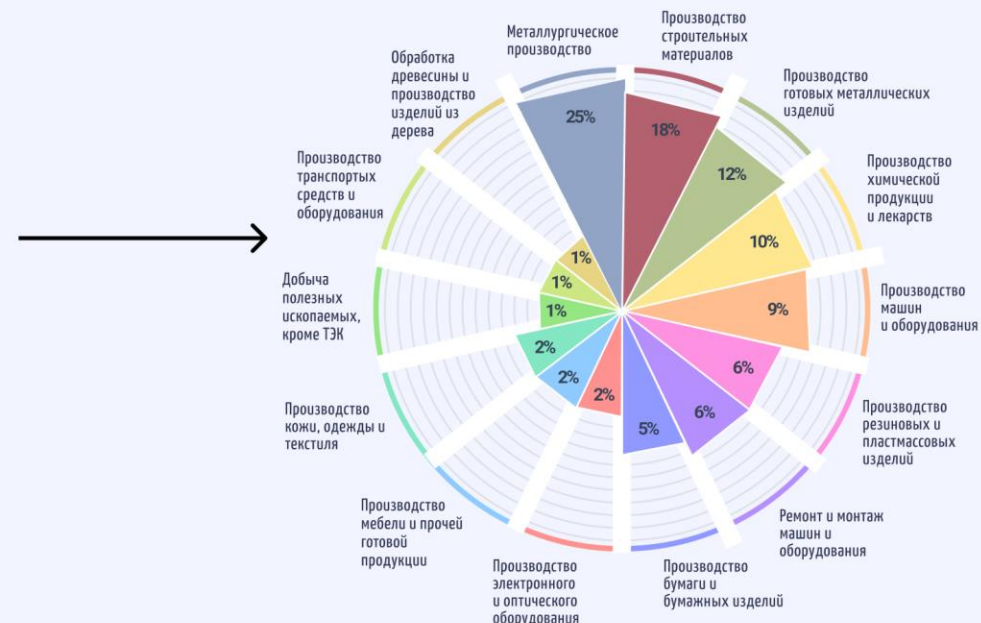 Металлургическое
производство
25%
Производство
строительных
материалов
18%
Производство
готовых металлических
изделий
12%
Производство
химической
продукции
и лекарств
10%
Производство
машин
и оборудования
9%
Производство
резиновых и
пластмассовых
изделий
6%
Ремонт и монтаж
машин и
оборудования
6%
Производство
бумаги и
бумажных изделий
5%
Производство
электронного
и оптического
оборудования
2%
Производство
мебели и прочей
готовой
продукции
2%
Производство
кожи, одежды и
текстиля
2%
Добыча
полезных
ископаемых,
кроме ТЭК
1%
Производство
транспортых
средств и
оборудования
1%
Обработка
древесины и
производство
изделий из
дерева
1%